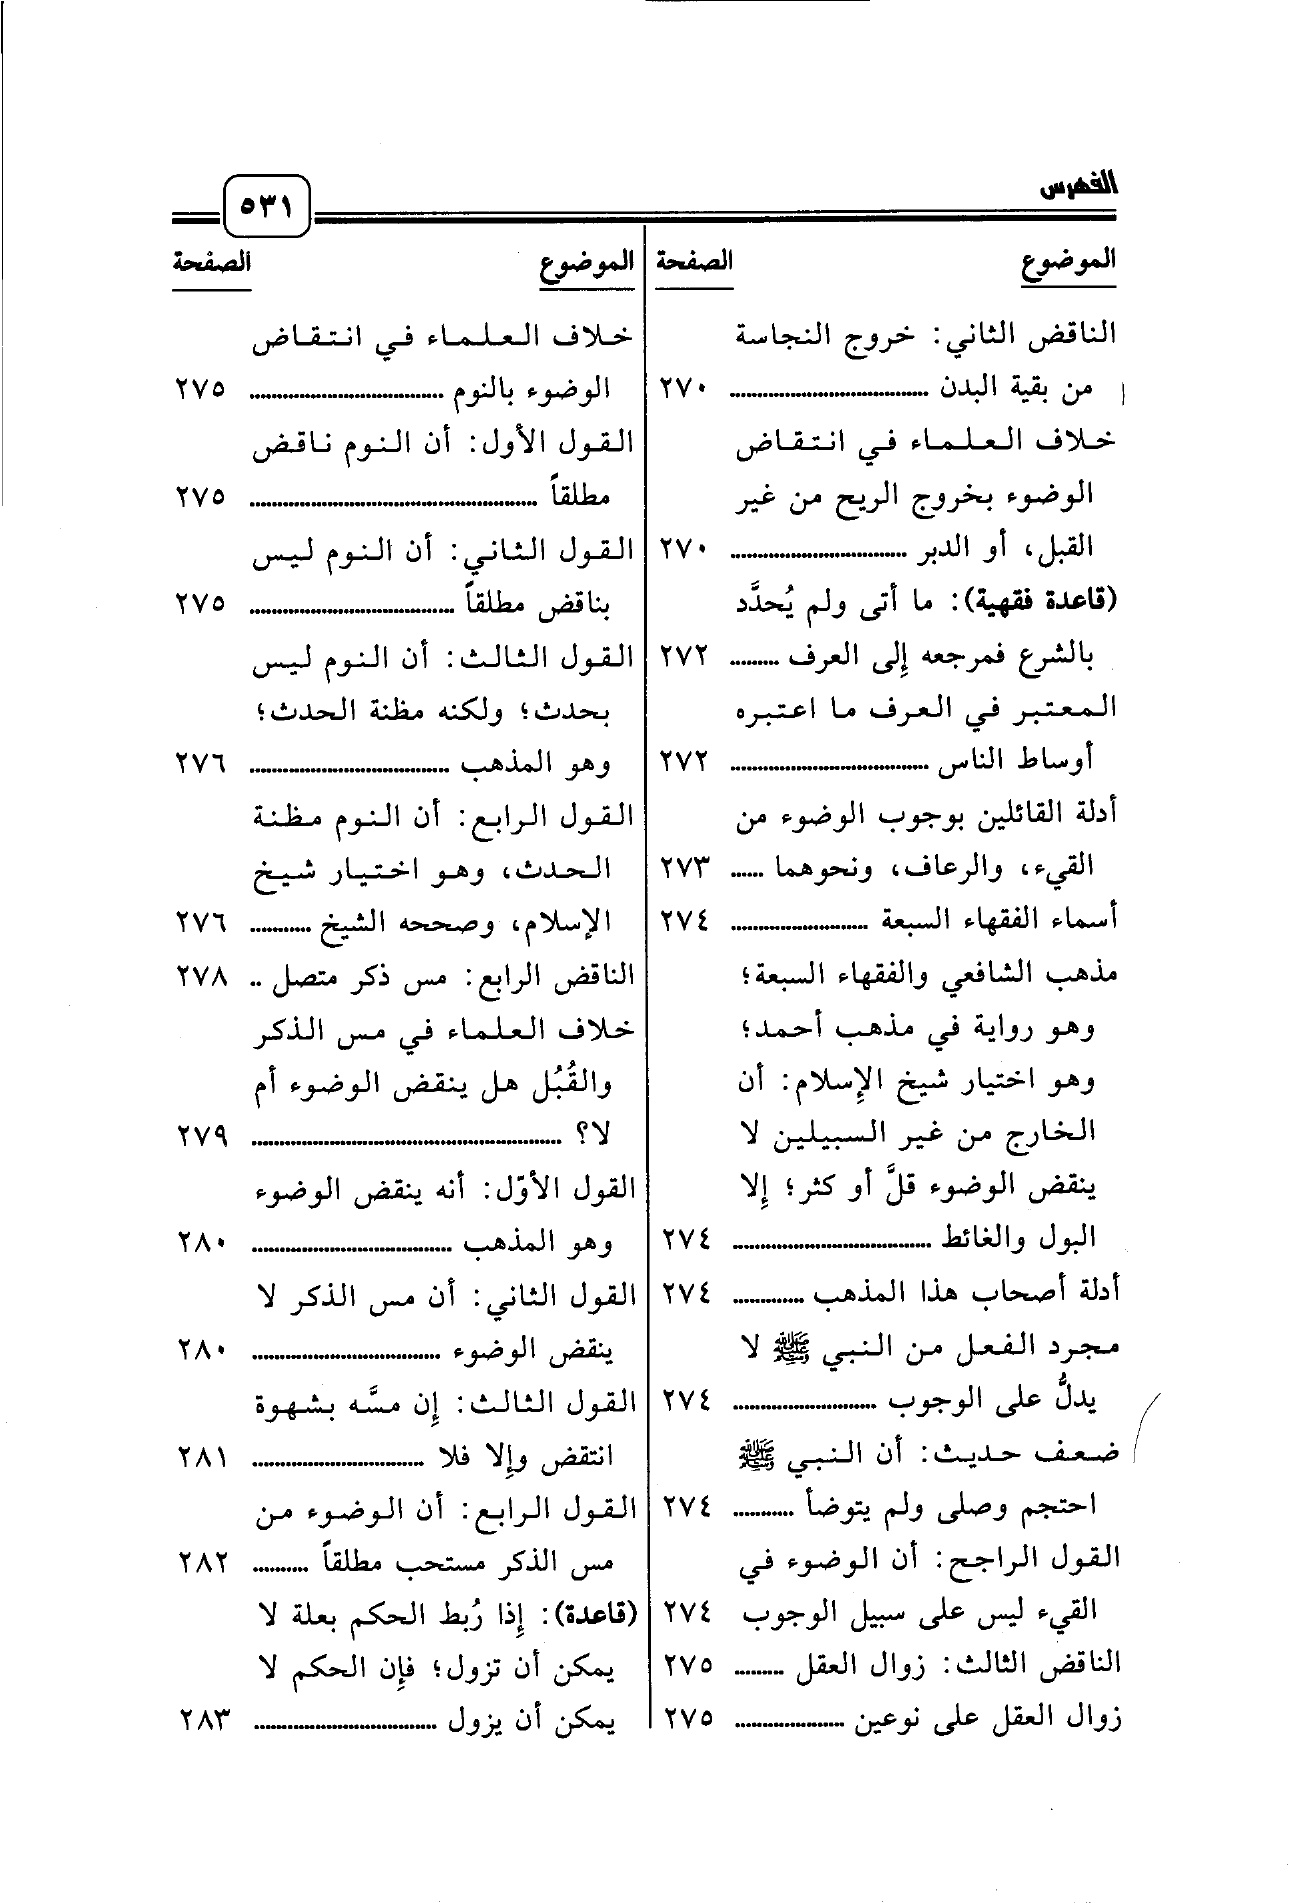 الفهرس
٥٣١
الموضوع الصفحة
الناقض الثاني: خروج النجاسة
من بقية البدن .......... ٢٧٠
خلاف العلماء في انتقاض
الوضوء بخروج الريح من غير
القبل، أو الدبر .......... ٢٧٠
(قاعدة فقهية): ما أتى ولم يُحدَّد
بالشرع فمرجعه إلى العرف .......... ٢٧٢
المعتبر في العرف ما اعتبره
أوساط الناس .......... ٢٧٢
أدلة القائلين بوجوب الوضوء من
القيء، والرعاف، ونحوهما ...... ٢٧٣
أسماء الفقهاء السبعة .......... ٢٧٤
مذهب الشافعي والفقهاء السبعة؛
وهو رواية في مذهب أحمد؛
وهو اختيار شيخ الإسلام: أن
الخارج من غير السبيلين لا
ينقض الوضوء قلَّ أو كثر؛ إلا
البول والغائط .......... ٢٧٤
أدلة أصحاب هذا المذهب .......... ٢٧٤
مجرد الفعل من النبي ﷺ لا
يدلُّ على الوجوب .......... ٢٧٤
ضعف حديث: أن النبي ﷺ
احتجم وصلى ولم يتوضأ .......... ٢٧٤
القول الراجح: أن الوضوء في
القيء ليس على سبيل الوجوب ٢٧٤
الناقض الثالث: زوال العقل .......... ٢٧٥
زوال العقل على نوعين .......... ٢٧٥
الموضوع الصفحة
خلاف العلماء في انتقاض
الوضوء بالنوم .......... ٢٧٥
القول الأول: أن النوم ناقض
مطلقاً .......... ٢٧٥
القول الثاني: أن النوم ليس
بناقض مطلقاً .......... ٢٧٥
القول الثالث: أن النوم ليس
بحدث؛ ولكنه مظنة الحدث؛
وهو المذهب .......... ٢٧٦
القول الرابع: أن النوم مظنة
الحدث، وهو اختيار شيخ
الإسلام، وصححه الشيخ .......... ٢٧٦
الناقض الرابع: مس ذكر متصل .. ٢٧٨
خلاف العلماء في مس الذكر
والقُبُل هل ينقض الوضوء أم
لا؟ .......... ٢٧٩
القول الأوّل: أنه ينقض الوضوء
وهو المذهب .......... ٢٨٠
القول الثاني: أن مس الذكر لا
ينقض الوضوء .......... ٢٨٠
القول الثالث: إن مسَّه بشهوة
انتقض وإلا فلا .......... ٢٨١
القول الرابع: أن الوضوء من
مس الذكر مستحب مطلقاً .......... ٢٨٢
(قاعدة): إذا رُبط الحكم بعلة لا
يمكن أن تزول؛ فإن الحكم لا
يمكن أن يزول .......... ٢٨٣